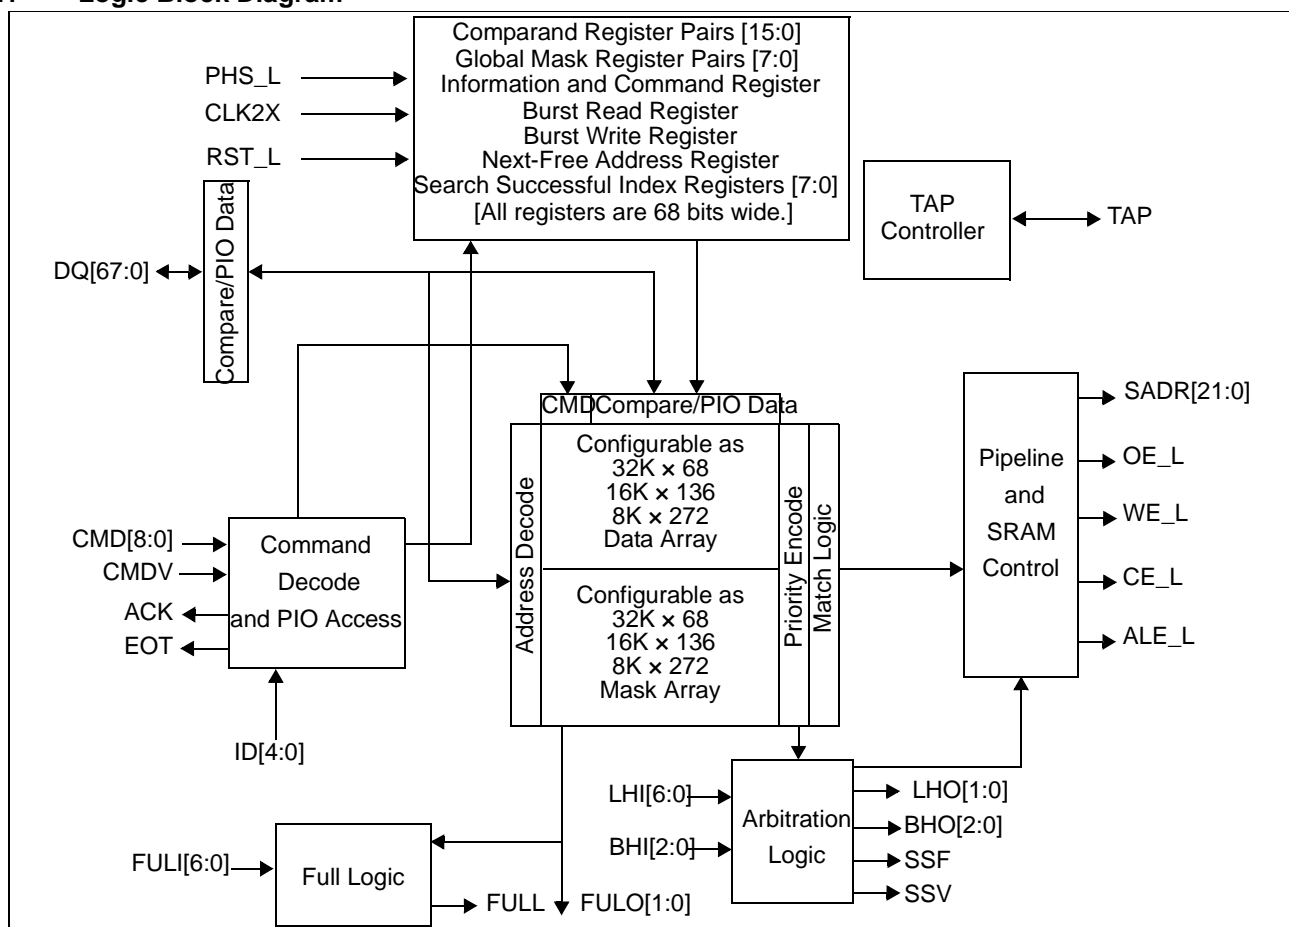 Logic Block Diagram
Comparand Register Pairs [15:0]
Global Mask Register Pairs [7:0]
Information and Command Register
Burst Read Register
Burst Write Register
Next-Free Address Register
Search Successful Index Registers [7:0]
[All registers are 68 bits wide.]
PHS_L
CLK2X
RST_L
TAP
Controller
TAP
DQ[67:0]
Compare/PIO Data
CMD
Compare/PIO Data
Address Decode
Configurable as
32K × 68
16K × 136
8K × 272
Data Array
Configurable as
32K × 68
16K × 136
8K × 272
Mask Array
Priority Encode
Match Logic
Pipeline
and
SRAM
Control
SADR[21:0]
OE_L
WE_L
CE_L
ALE_L
CMD[8:0]
CMDV
ACK
EOT
Command
Decode
and PIO Access
ID[4:0]
LHI[6:0]
BHI[2:0]
Arbitration
Logic
LHO[1:0]
BHO[2:0]
SSF
SSV
FULI[6:0]
Full Logic
FULL
FULO[1:0]